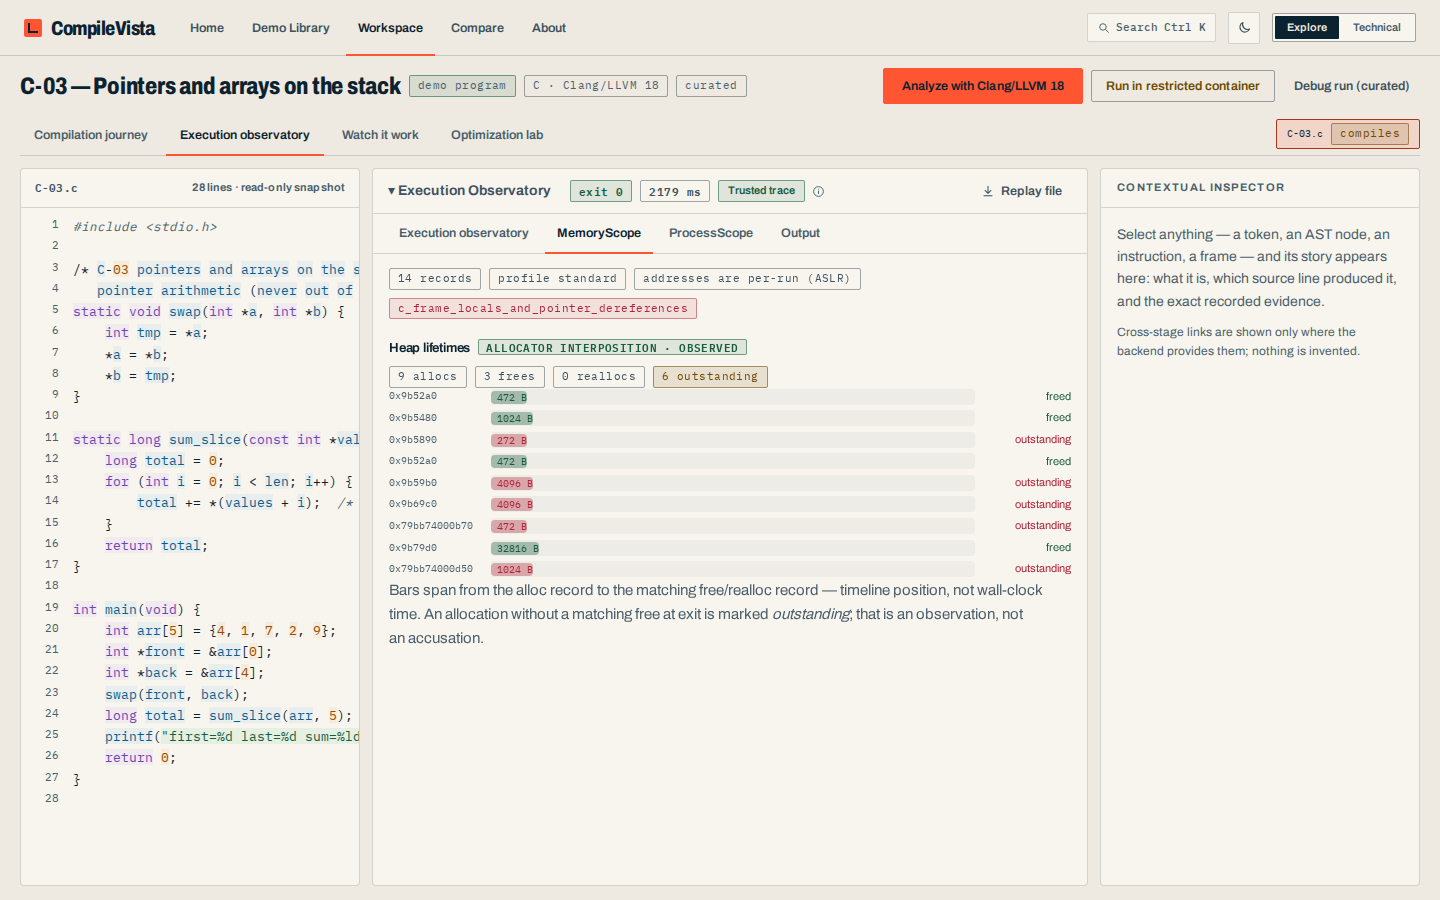 CompileVista Home Demo Library Workspace Compare About Search Ctrl K Explore Technical
C-03 — Pointers and arrays on the stack demo program C · Clang/LLVM 18 curated Analyze with Clang/LLVM 18 Run in restricted container Debug run (curated)
Compilation journey Execution observatory Watch it work Optimization lab C-03.c compiles
C-03.c 28 lines · read-only snapshot
1 #include <stdio.h>
2
3 /* C-03 pointers and arrays on the s
4 pointer arithmetic (never out of
5 static void swap(int *a, int *b) {
6 int tmp = *a;
7 *a = *b;
8 *b = tmp;
9 }
10
11 static long sum_slice(const int *val
12 long total = 0;
13 for (int i = 0; i < len; i++) {
14 total += *(values + i); /*
15 }
16 return total;
17 }
18
19 int main(void) {
20 int arr[5] = {4, 1, 7, 2, 9};
21 int *front = &arr[0];
22 int *back = &arr[4];
23 swap(front, back);
24 long total = sum_slice(arr, 5);
25 printf("first=%d last=%d sum=%ld
26 return 0;
27 }
28
▾ Execution Observatory exit 0 2179 ms Trusted trace Replay file
Execution observatory MemoryScope ProcessScope Output
14 records profile standard addresses are per-run (ASLR)
c_frame_locals_and_pointer_dereferences
Heap lifetimes ALLOCATOR INTERPOSITION · OBSERVED
9 allocs 3 frees 0 reallocs 6 outstanding
0x9b52a0 472 B freed
0x9b5480 1024 B freed
0x9b5890 272 B outstanding
0x9b52a0 472 B freed
0x9b59b0 4096 B outstanding
0x9b69c0 4096 B outstanding
0x79bb74000b70 472 B outstanding
0x9b79d0 32816 B freed
0x79bb74000d50 1024 B outstanding
Bars span from the alloc record to the matching free/realloc record — timeline position, not wall-clock
time. An allocation without a matching free at exit is marked outstanding; that is an observation, not
an accusation.
CONTEXTUAL INSPECTOR
Select anything — a token, an AST node, an
instruction, a frame — and its story appears
here: what it is, which source line produced it,
and the exact recorded evidence.
Cross-stage links are shown only where the
backend provides them; nothing is invented.